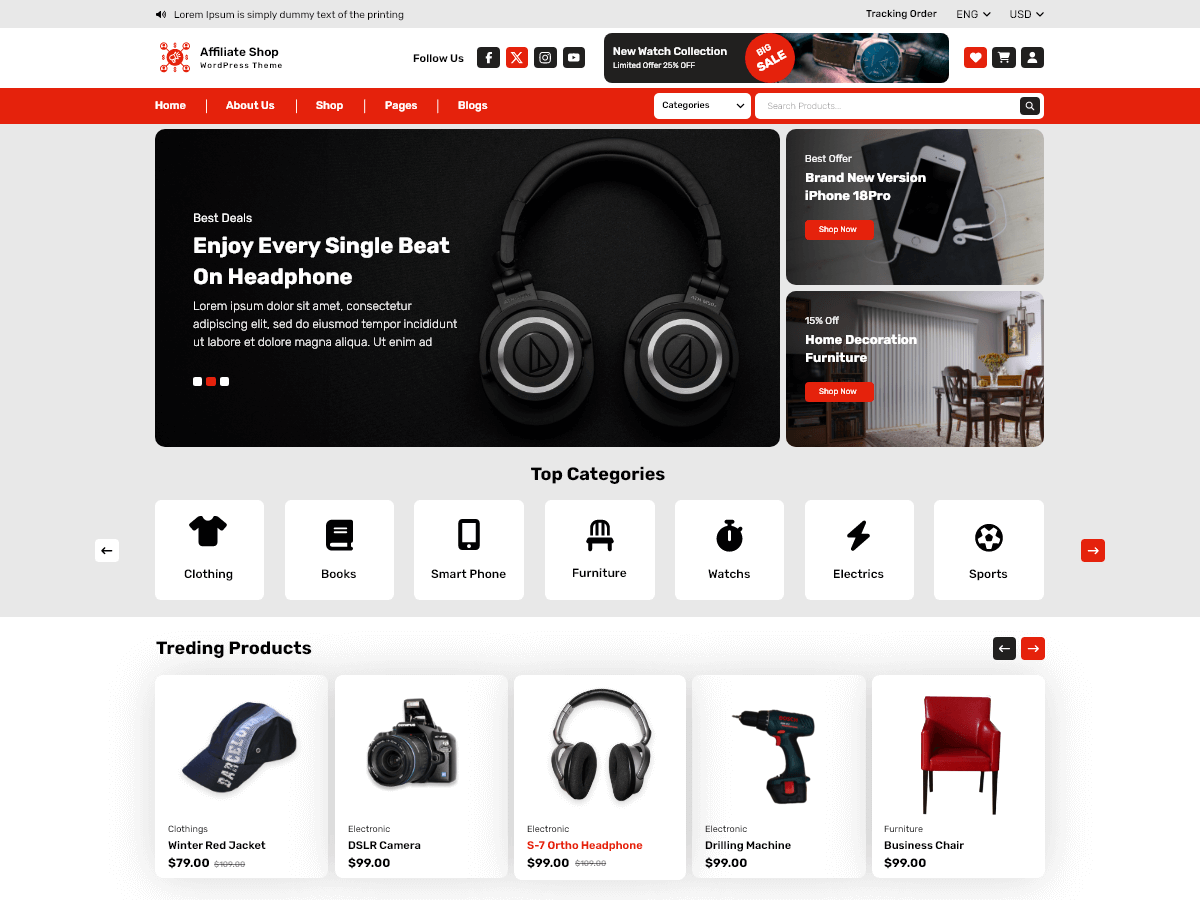 Lorem Ipsum is simply dummy text of the printing
Tracking Order
ENG
USD
Affiliate Shop
WordPress Theme
Follow Us
New Watch Collection
Limited Offer 25% OFF
BIG
SALE
Home
About Us
Shop
Pages
Blogs
Categories
Search Products...
Best Deals
Enjoy Every Single Beat
On Headphone
Lorem ipsum dolor sit amet, consectetur
adipiscing elit, sed do eiusmod tempor incididunt
ut labore et dolore magna aliqua. Ut enim ad
Best Offer
Brand New Version
iPhone 18Pro
Shop Now
15% Off
Home Decoration
Furniture
Shop Now
Top Categories
Clothing
Books
Smart Phone
Furniture
Watchs
Electrics
Sports
Treding Products
BARCELON
Clothings
Winter Red Jacket
$79.00 $109.00
Electronic
DSLR Camera
$99.00
Electronic
S-7 Ortho Headphone
$99.00 $109.00
Electronic
Drilling Machine
$99.00
Furniture
Business Chair
$99.00